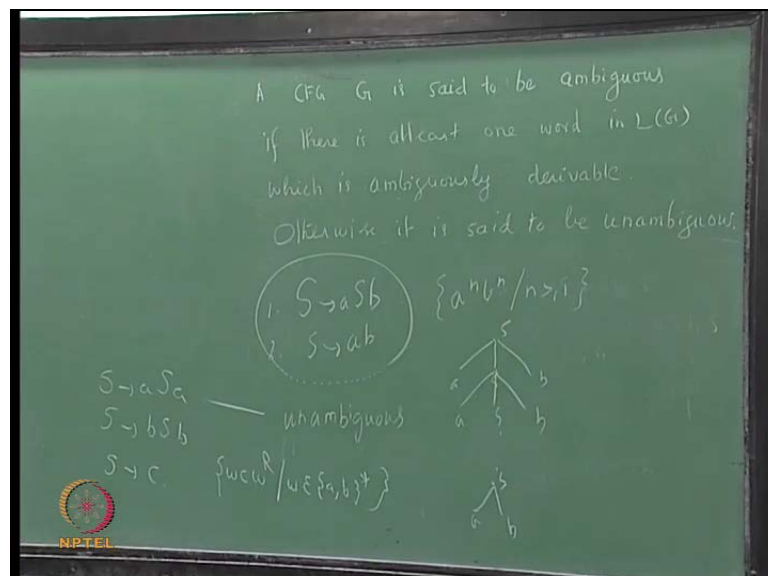 A CFG G is said to be ambiguous
if there is atleast one word in L(G)
which is ambiguously derivable.
Otherwise it is said to be unambiguous.
1. S→aSb {aⁿbⁿ/n≥1}
2. S→ab
S
a S b
a S b
S→aSa
S→bSb unambiguous
S→c. {wcwᴿ/w∈{a,b}*}
S
a b
NPTEL